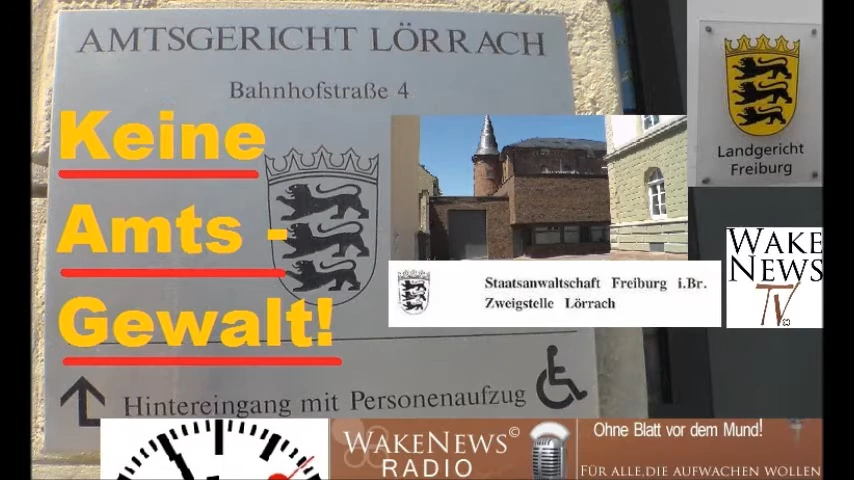 AMTSGERICHT LÖRRACH
Bahnhofstraße 4
Keine
Amts -
Gewalt!
Hintereingang mit Personenaufzug
Landgericht
Freiburg
Staatsanwaltschaft Freiburg i.Br.
Zweigstelle Lörrach
WAKE
NEWS
TV©
WAKENEWS©
RADIO
Ohne Blatt vor dem Mund!
FÜR ALLE,DIE AUFWACHEN WOLLEN